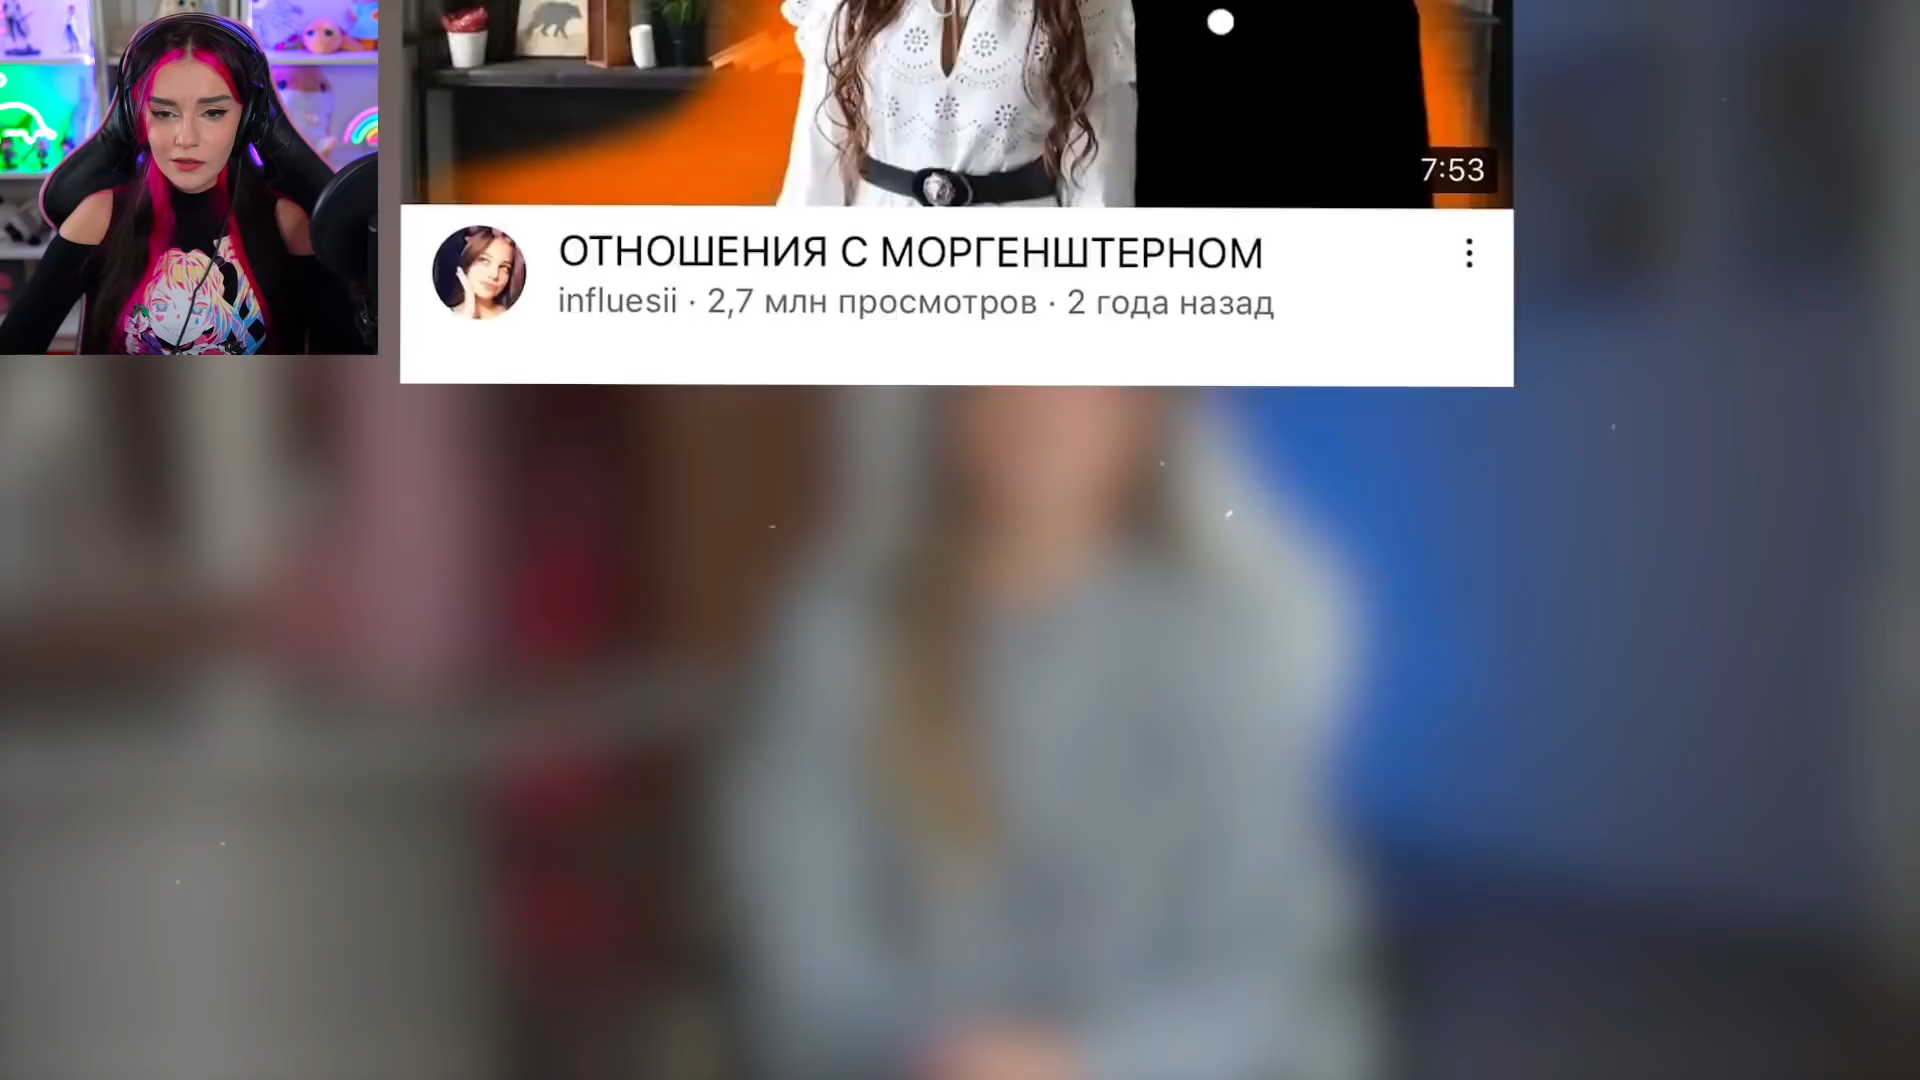 7:53
ОТНОШЕНИЯ С МОРГЕНШТЕРНОМ
influesii · 2,7 млн просмотров · 2 года назад